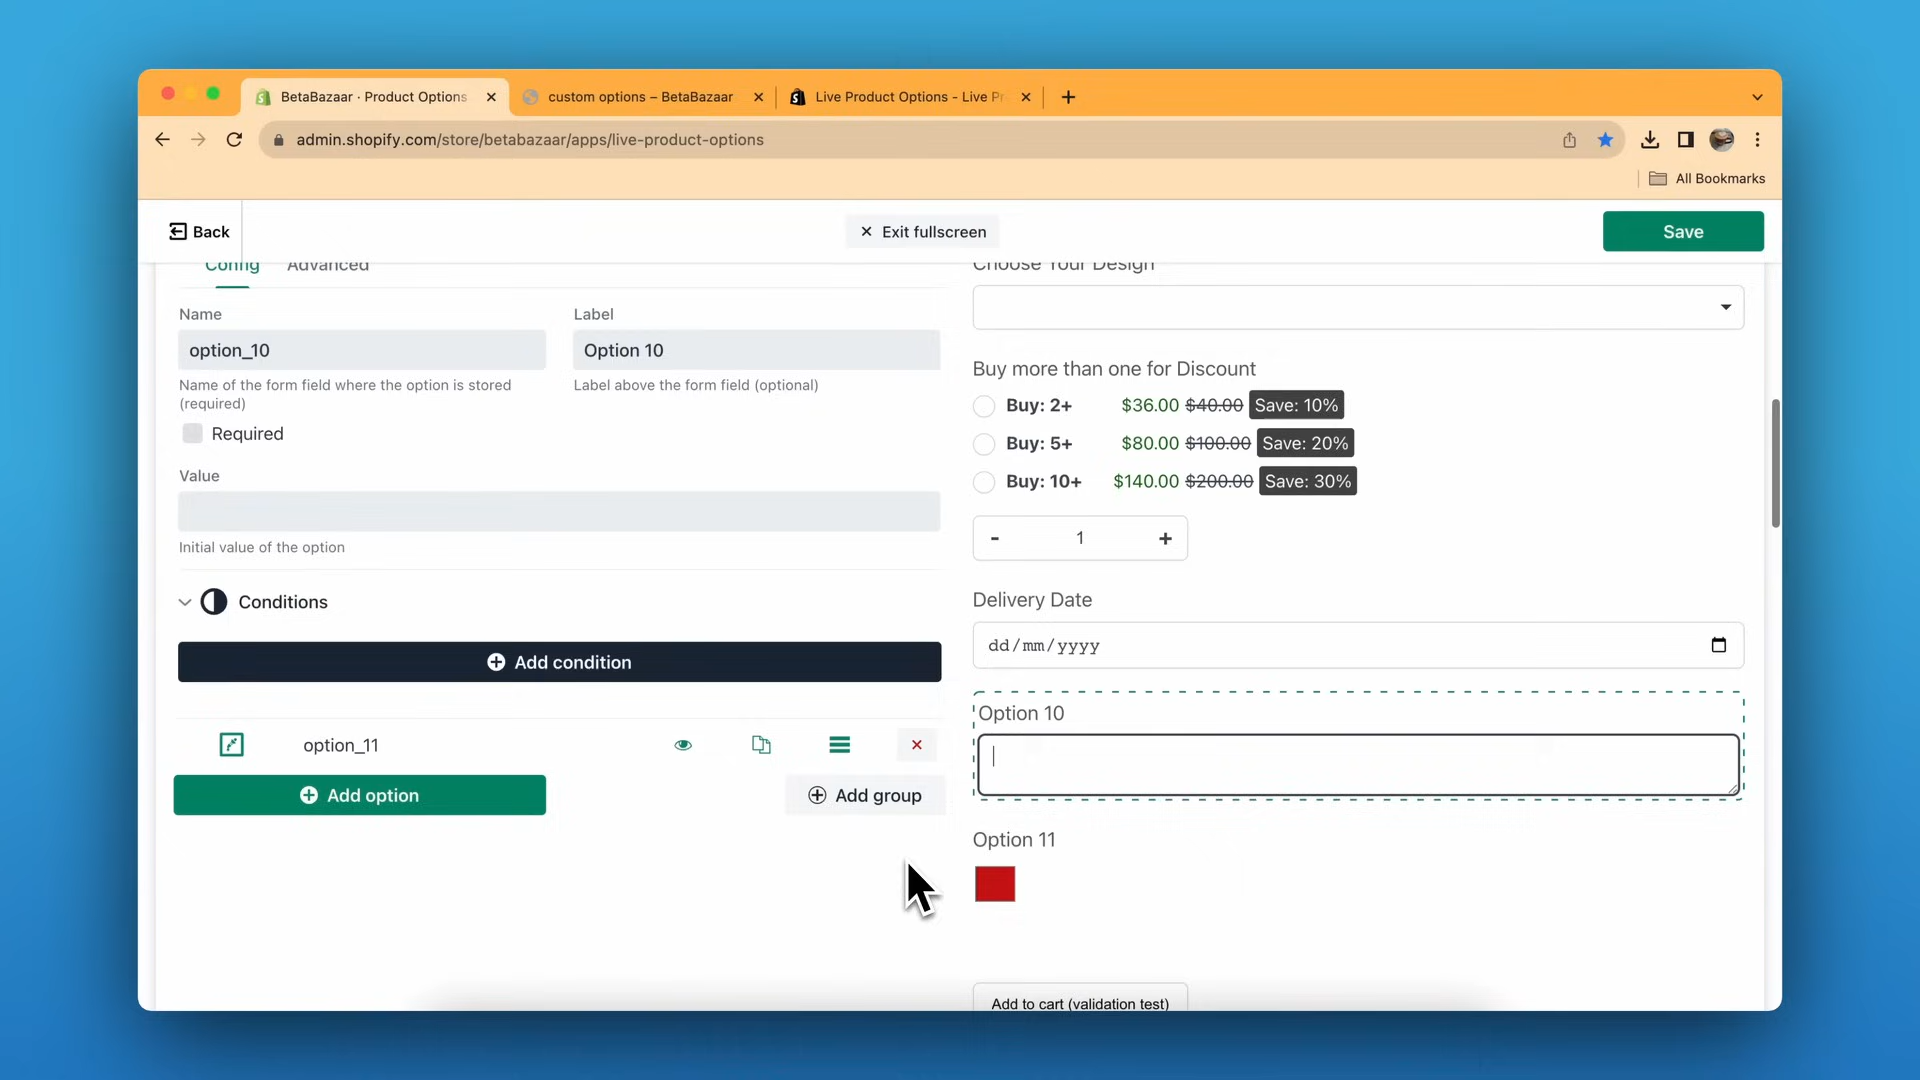 BetaBazaar · Product Options
custom options – BetaBazaar
Live Product Options - Live Pr
admin.shopify.com/store/betabazaar/apps/live-product-options
All Bookmarks
Back
Exit fullscreen
Save
Config
Advanced
Name
Label
option_10
Option 10
Name of the form field where the option is stored
(required)
Label above the form field (optional)
Required
Value
Initial value of the option
Conditions
Add condition
option_11
Add option
Add group
Choose Your Design
Buy more than one for Discount
Buy: 2+ $36.00 $40.00 Save: 10%
Buy: 5+ $80.00 $100.00 Save: 20%
Buy: 10+ $140.00 $200.00 Save: 30%
- 1 +
Delivery Date
dd/mm/yyyy
Option 10
Option 11
Add to cart (validation test)